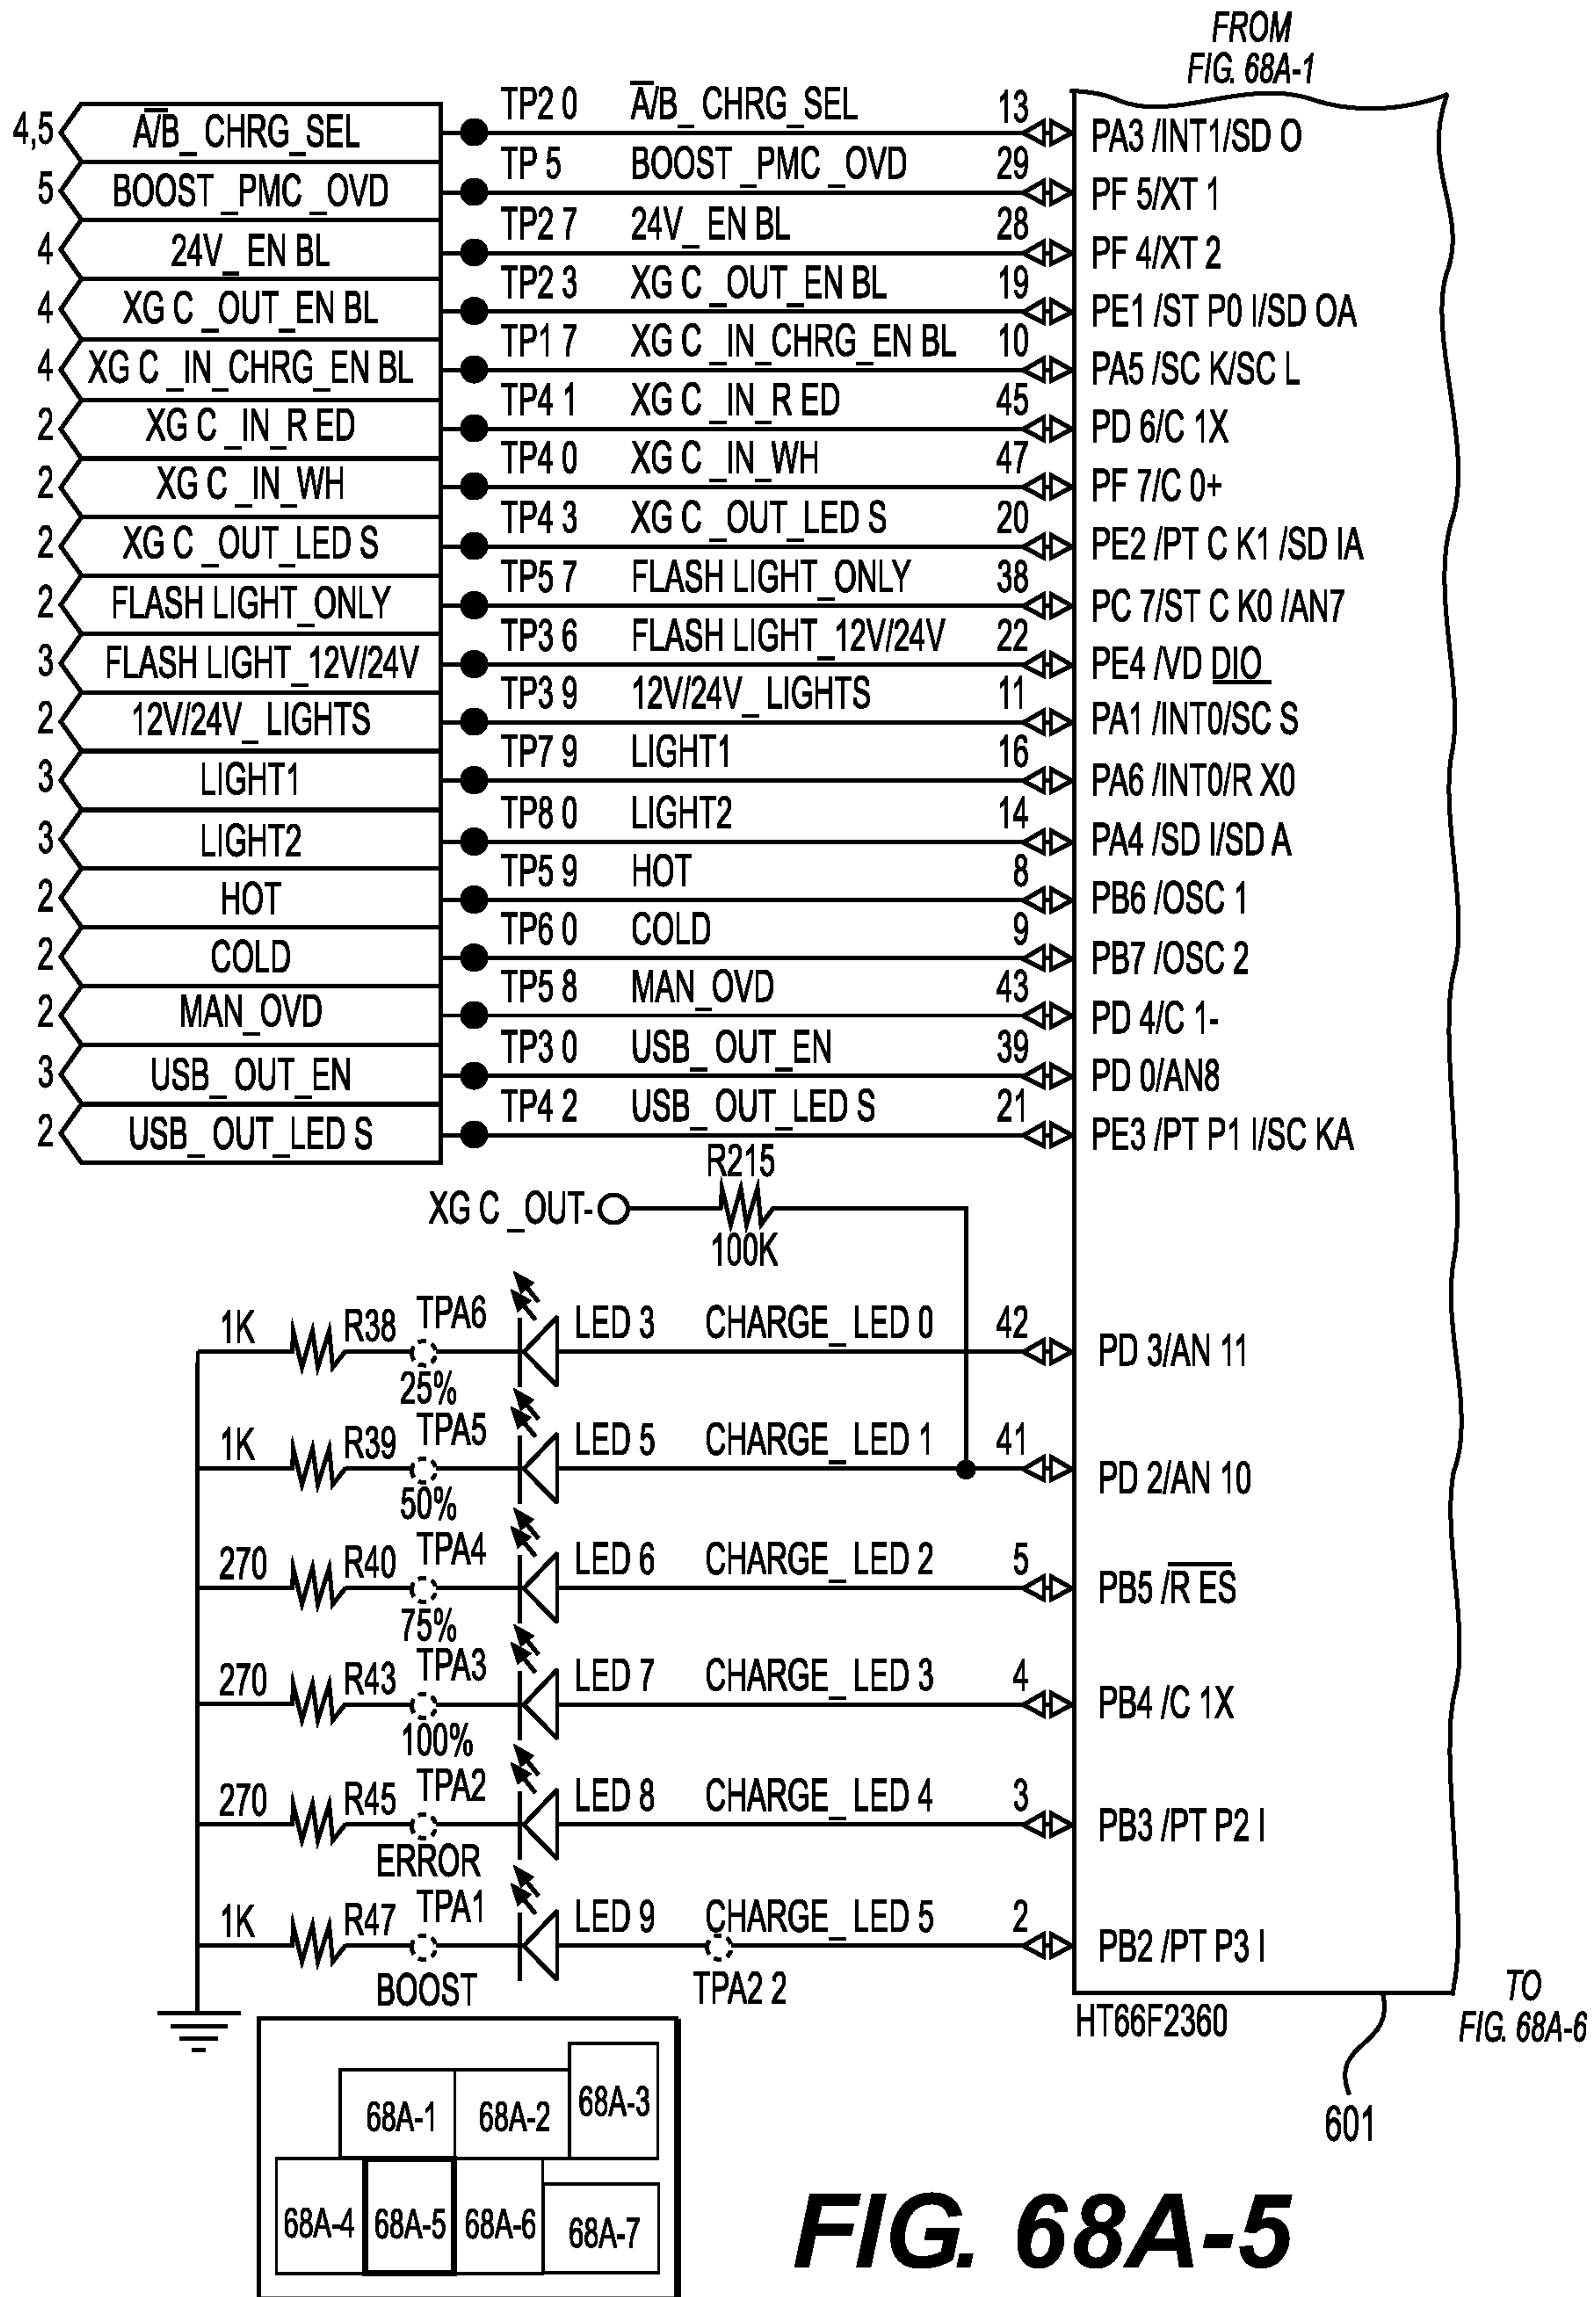 FROM
FIG. 68A-1
4,5 A̅/B_ CHRG_SEL TP2 0 A̅/B_ CHRG_SEL 13 PA3 /INT1/SD O
5 BOOST _PMC _OVD TP 5 BOOST _PMC _OVD 29 PF 5/XT 1
4 24V_ EN BL TP2 7 24V_ EN BL 28 PF 4/XT 2
4 XG C _OUT_EN BL TP2 3 XG C _OUT_EN BL 19 PE1 /ST P0 I/SD OA
4 XG C _IN_CHRG_EN BL TP1 7 XG C _IN_CHRG_EN BL 10 PA5 /SC K/SC L
2 XG C _IN_R ED TP4 1 XG C _IN_R ED 45 PD 6/C 1X
2 XG C _IN_WH TP4 0 XG C _IN_WH 47 PF 7/C 0+
2 XG C _OUT_LED S TP4 3 XG C _OUT_LED S 20 PE2 /PT C K1 /SD IA
2 FLASH LIGHT_ONLY TP5 7 FLASH LIGHT_ONLY 38 PC 7/ST C K0 /AN7
3 FLASH LIGHT_12V/24V TP3 6 FLASH LIGHT_12V/24V 22 PE4 /VD DIO
2 12V/24V_ LIGHTS TP3 9 12V/24V_ LIGHTS 11 PA1 /INT0/SC S
3 LIGHT1 TP7 9 LIGHT1 16 PA6 /INT0/R X0
3 LIGHT2 TP8 0 LIGHT2 14 PA4 /SD I/SD A
2 HOT TP5 9 HOT 8 PB6 /OSC 1
2 COLD TP6 0 COLD 9 PB7 /OSC 2
2 MAN_OVD TP5 8 MAN_OVD 43 PD 4/C 1-
3 USB_ OUT_EN TP3 0 USB_ OUT_EN 39 PD 0/AN8
2 USB_ OUT_LED S TP4 2 USB_ OUT_LED S 21 PE3 /PT P1 I/SC KA
R215
XG C _OUT-
100K
1K R38 TPA6 LED 3 CHARGE_ LED 0 42 PD 3/AN 11
25%
1K R39 TPA5 LED 5 CHARGE_ LED 1 41 PD 2/AN 10
50%
270 R40 TPA4 LED 6 CHARGE_ LED 2 5 PB5 /R̅ ̅E̅S̅
75%
270 R43 TPA3 LED 7 CHARGE_ LED 3 4 PB4 /C 1X
100%
270 R45 TPA2 LED 8 CHARGE_ LED 4 3 PB3 /PT P2 I
ERROR
1K R47 TPA1 LED 9 CHARGE_ LED 5 2 PB2 /PT P3 I
BOOST TPA2 2
HT66F2360
TO
FIG. 68A-6
601
68A-1 68A-2 68A-3
68A-4 68A-5 68A-6 68A-7
FIG. 68A-5